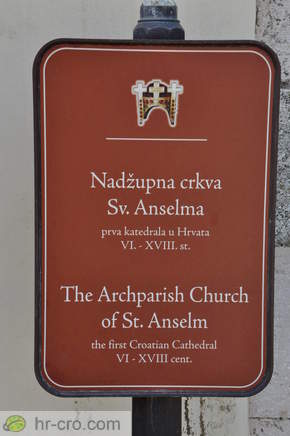 Nadžupna crkva
Sv. Anselma
prva katedrala u Hrvata
VI. - XVIII. st.
The Archparish Church
of St. Anselm
the first Croatian Cathedral
VI - XVIII cent.
hr-cro.com/